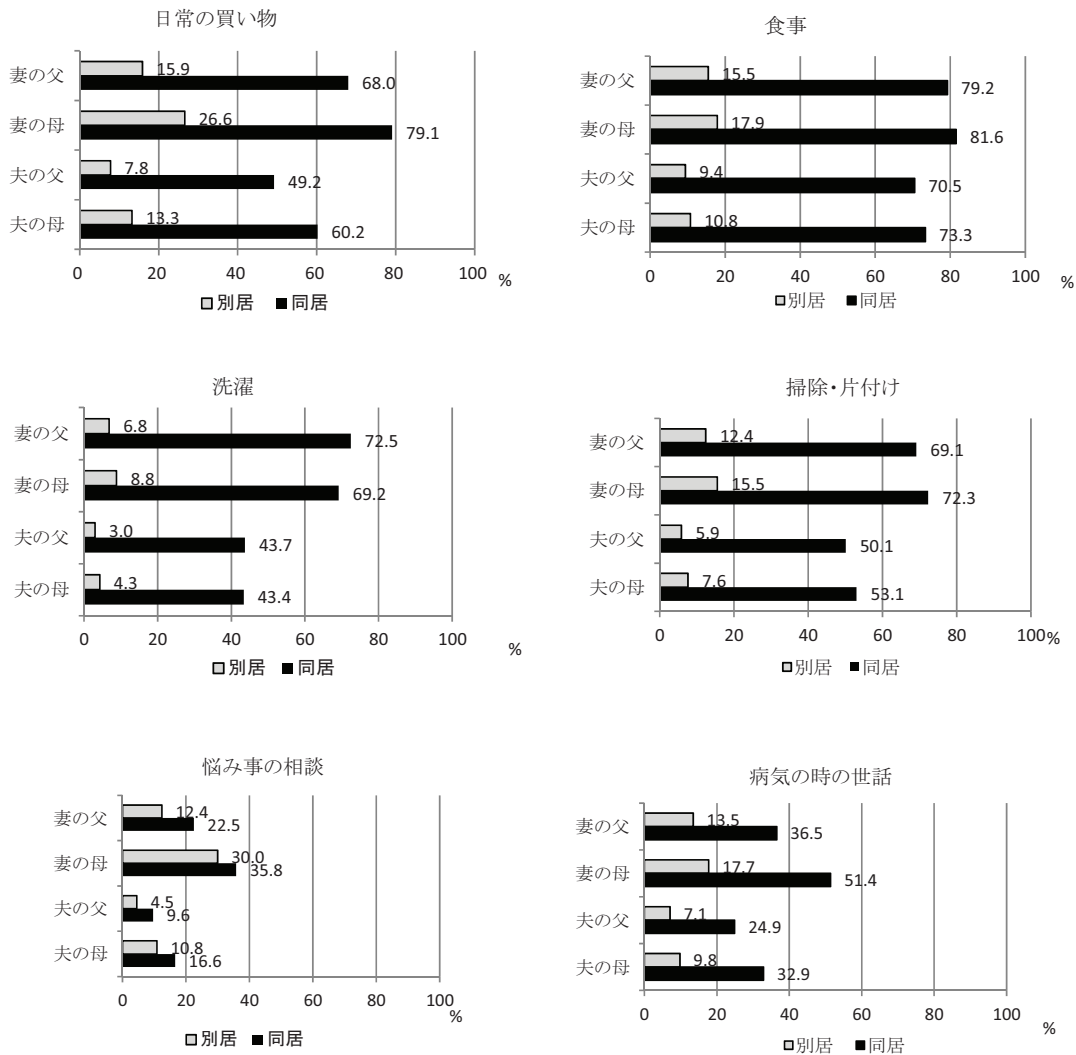 日常の買い物
妻の父 15.9 68.0
妻の母 26.6 79.1
夫の父 7.8 49.2
夫の母 13.3 60.2
0 20 40 60 80 100 %
別居 同居
食事
妻の父 15.5 79.2
妻の母 17.9 81.6
夫の父 9.4 70.5
夫の母 10.8 73.3
0 20 40 60 80 100 %
別居 同居
洗濯
妻の父 6.8 72.5
妻の母 8.8 69.2
夫の父 3.0 43.7
夫の母 4.3 43.4
0 20 40 60 80 100 %
別居 同居
掃除・片付け
妻の父 12.4 69.1
妻の母 15.5 72.3
夫の父 5.9 50.1
夫の母 7.6 53.1
0 20 40 60 80 100%
別居 同居
悩み事の相談
妻の父 12.4 22.5
妻の母 30.0 35.8
夫の父 4.5 9.6
夫の母 10.8 16.6
0 20 40 60 80 100 %
別居 同居
病気の時の世話
妻の父 13.5 36.5
妻の母 17.7 51.4
夫の父 7.1 24.9
夫の母 9.8 32.9
0 20 40 60 80 100 %
別居 同居